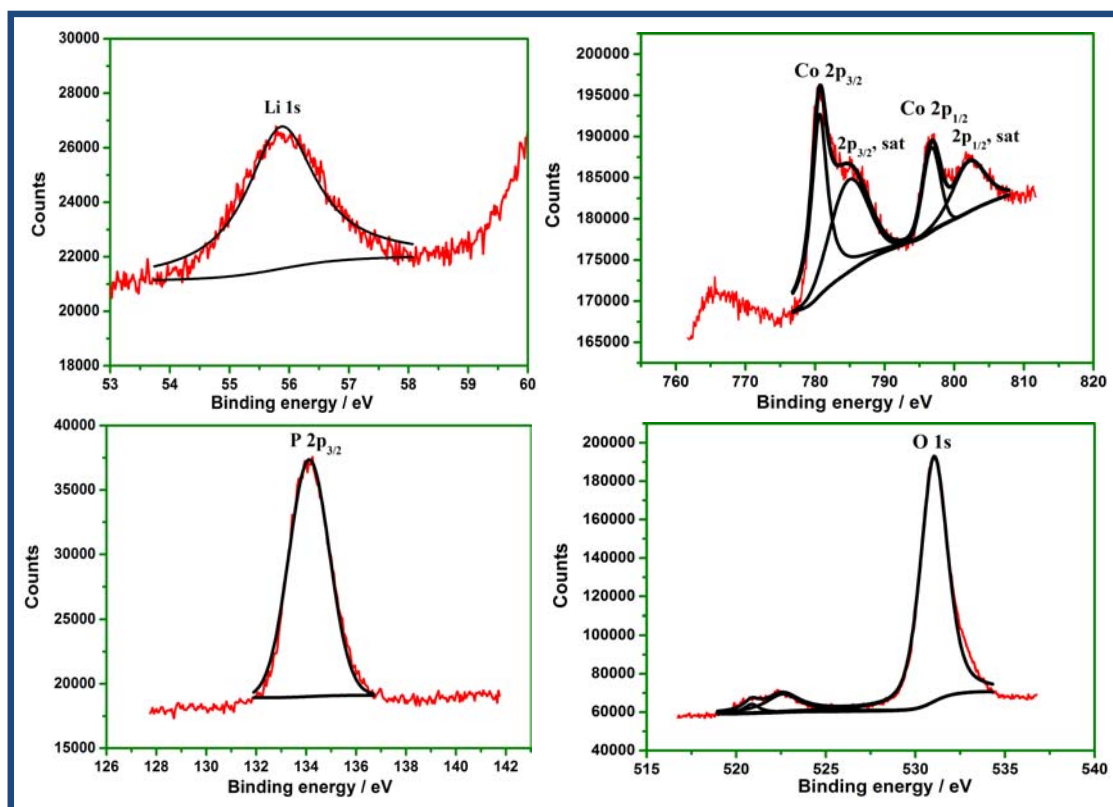 30000
28000
26000
24000
22000
20000
18000
Counts
Li 1s
53 54 55 56 57 58 59 60
Binding energy / eV
200000
195000
190000
185000
180000
175000
170000
165000
Counts
Co 2p3/2
2p3/2, sat
Co 2p1/2
2p1/2, sat
760 770 780 790 800 810 820
Binding energy / eV
40000
35000
30000
25000
20000
15000
Counts
P 2p3/2
126 128 130 132 134 136 138 140 142
Binding energy / eV
200000
180000
160000
140000
120000
100000
80000
60000
40000
Counts
O 1s
515 520 525 530 535 540
Binding energy / eV